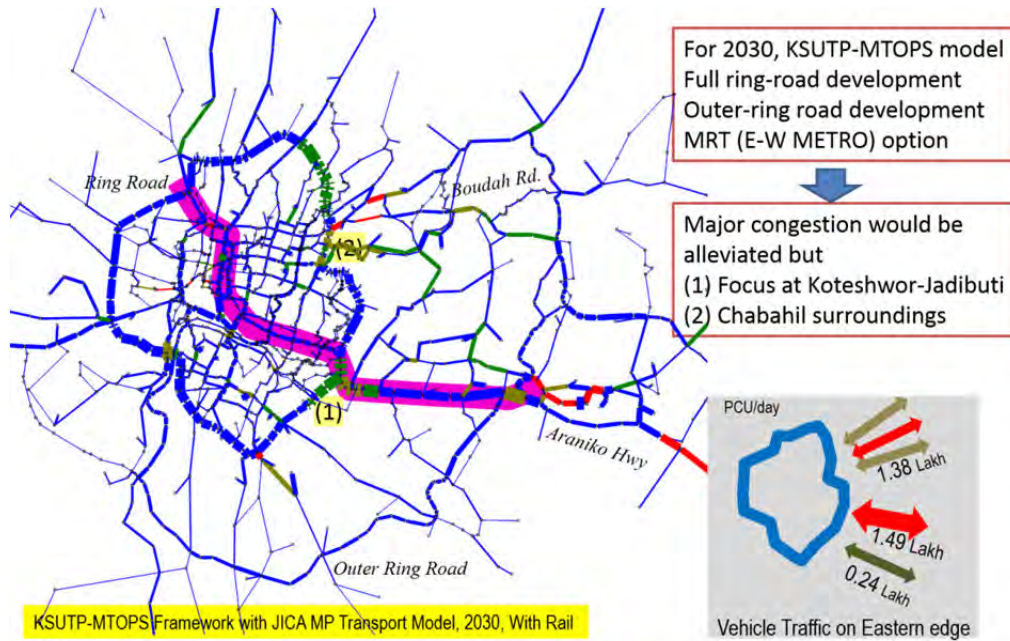 For 2030, KSUTP-MTOPS model
Full ring-road development
Outer-ring road development
MRT (E-W METRO) option
Major congestion would be
alleviated but
(1) Focus at Koteshwor-Jadibuti
(2) Chabahil surroundings
Ring Road
Boudah Rd.
(2)
(1)
Araniko Hwy
Outer Ring Road
KSUTP-MTOPS Framework with JICA MP Transport Model, 2030, With Rail
PCU/day
1.38 Lakh
1.49 Lakh
0.24 Lakh
Vehicle Traffic on Eastern edge